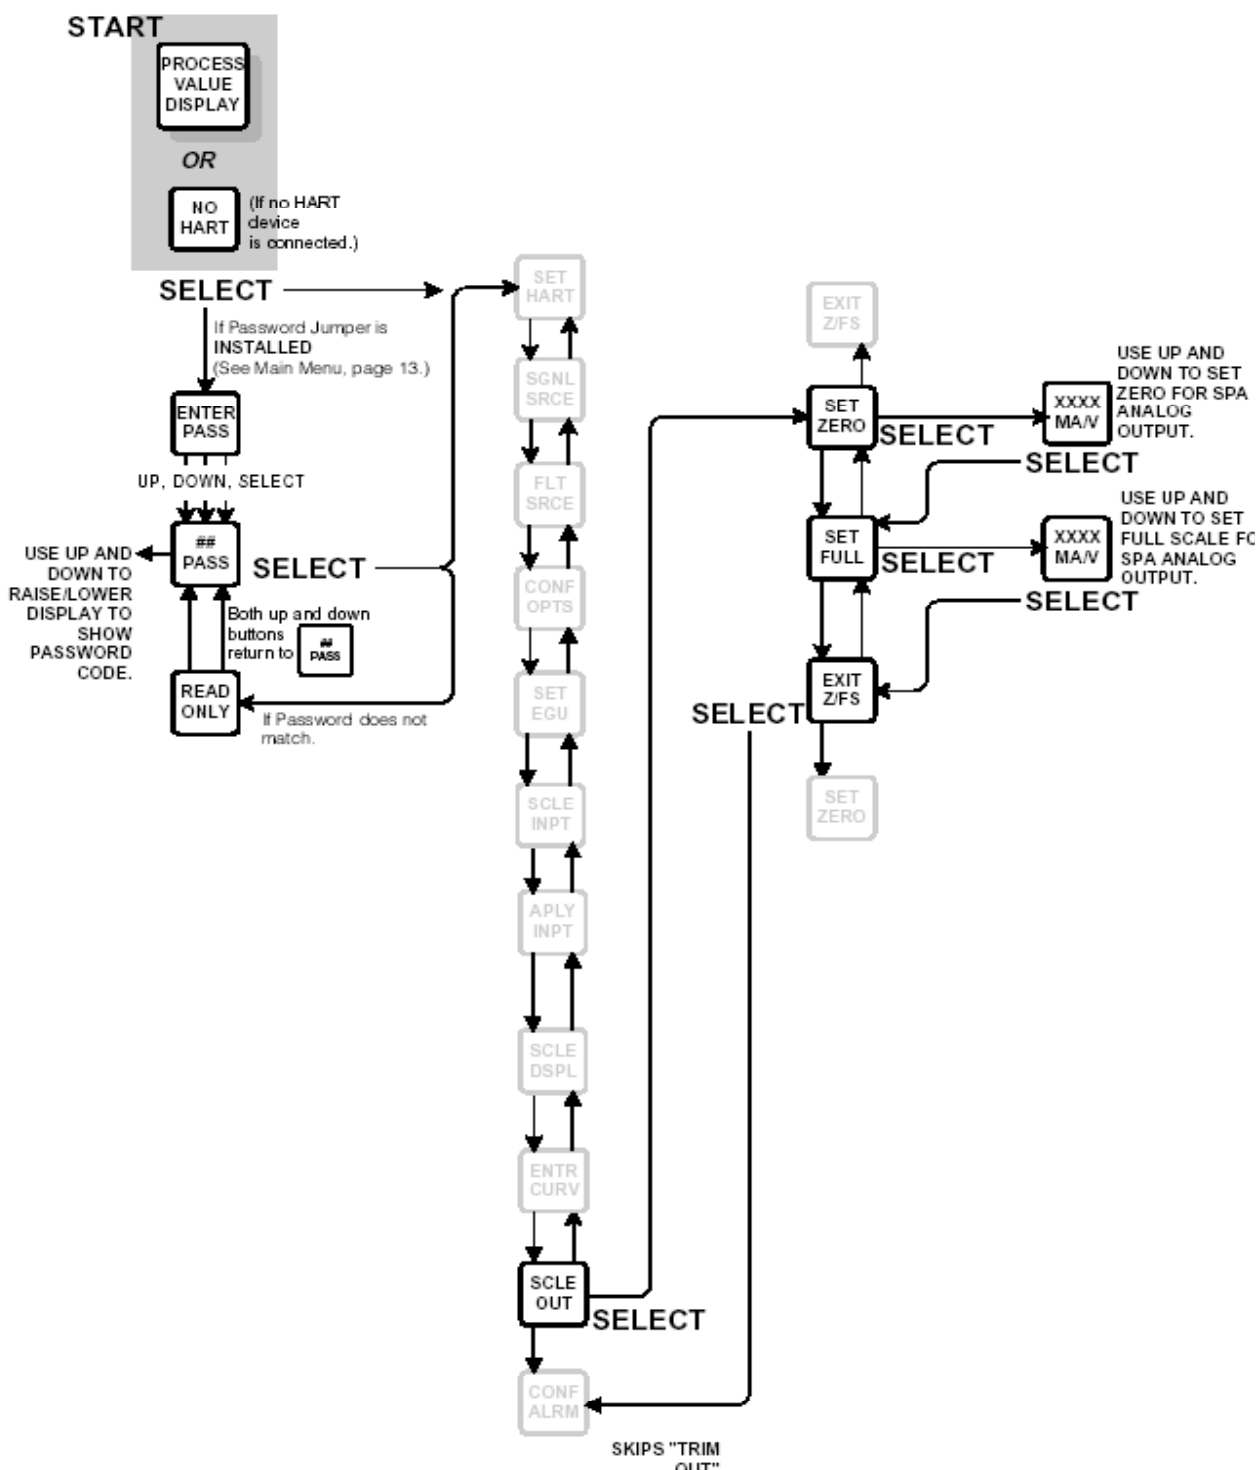 START
PROCESS
VALUE
DISPLAY
OR
NO
HART
(If no HART
device
is connected.)
SELECT
If Password Jumper is
INSTALLED
(See Main Menu, page 13.)
ENTER
PASS
UP, DOWN, SELECT
##
PASS
SELECT
USE UP AND
DOWN TO
RAISE/LOWER
DISPLAY TO
SHOW
PASSWORD
CODE.
Both up and down
buttons
return to
##
PASS
READ
ONLY
If Password does not
match.
SET
HART
SGNL
SRCE
FLT
SRCE
CONF
OPTS
SET
EGU
SCLE
INPT
APLY
INPT
SCLE
DSPL
ENTR
CURV
SCLE
OUT
SELECT
CONF
ALRM
SKIPS "TRIM
OUT"
EXIT
Z/FS
SET
ZERO
SELECT
XXXX
MA/V
USE UP AND
DOWN TO SET
ZERO FOR SPA
ANALOG
OUTPUT.
SELECT
SET
FULL
SELECT
XXXX
MA/V
USE UP AND
DOWN TO SET
FULL SCALE FO
SPA ANALOG
OUTPUT.
SELECT
EXIT
Z/FS
SELECT
SET
ZERO